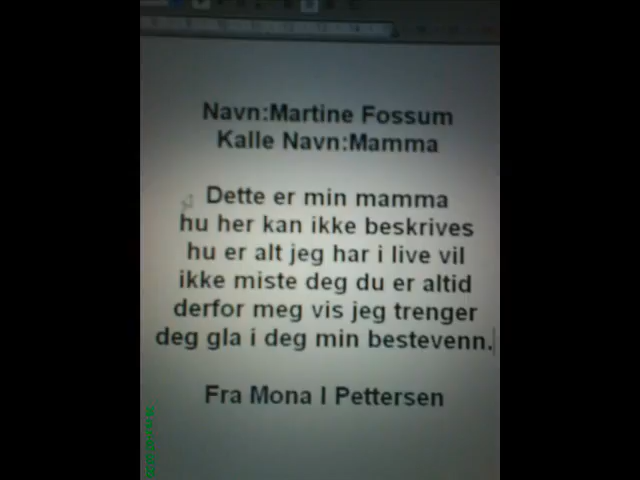 Navn:Martine Fossum
Kalle Navn:Mamma
Dette er min mamma
hu her kan ikke beskrives
hu er alt jeg har i live vil
ikke miste deg du er altid
derfor meg vis jeg trenger
deg gla i deg min bestevenn.
Fra Mona I Pettersen